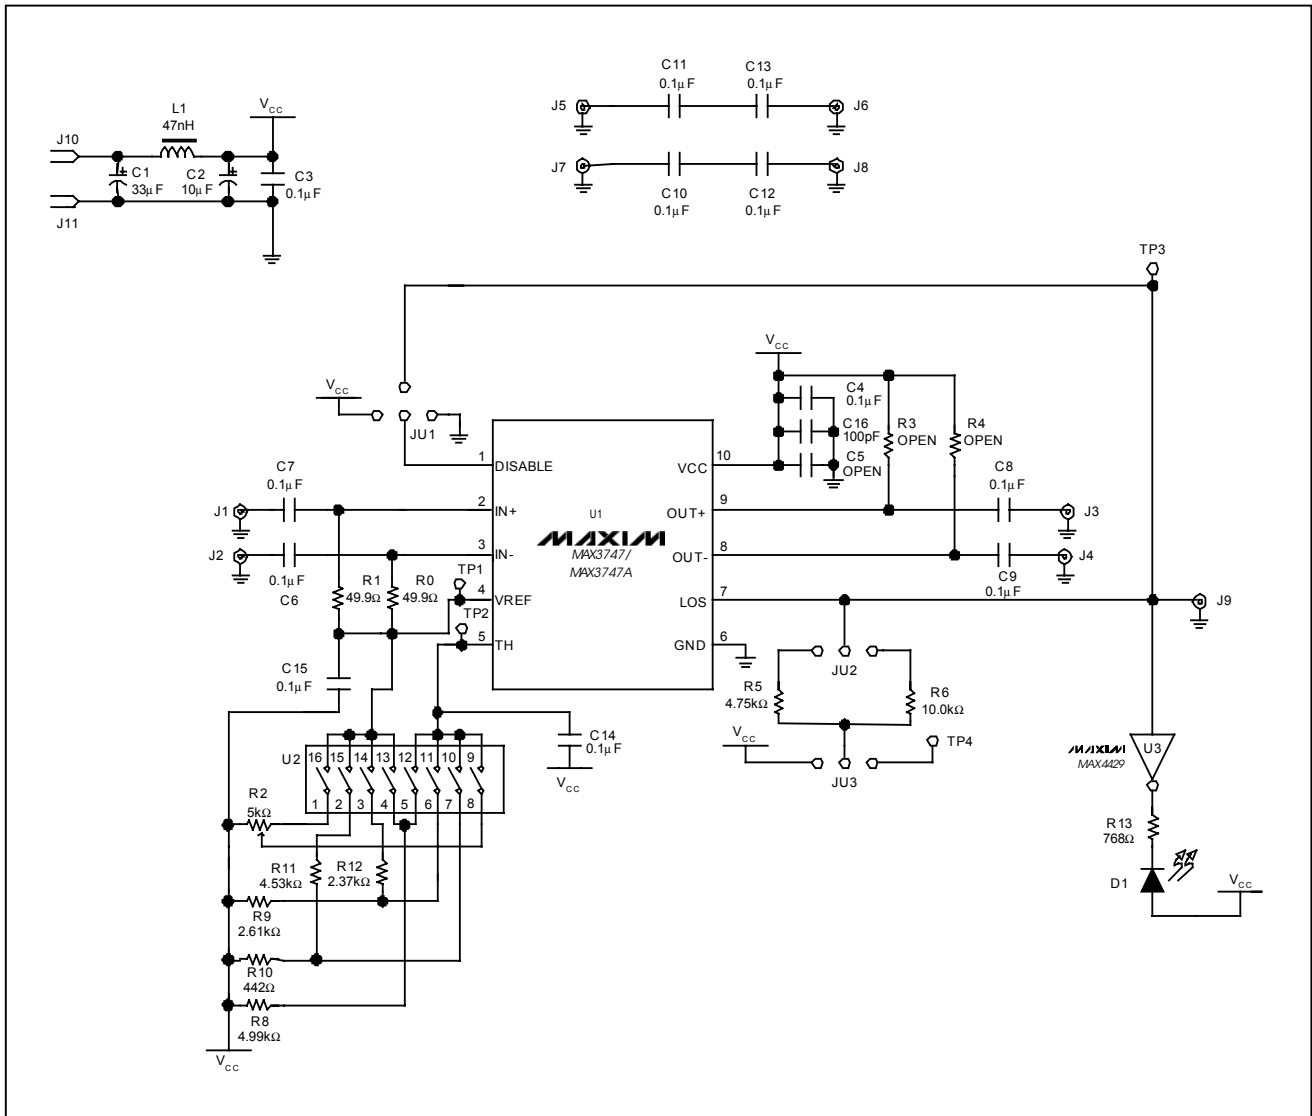 J10
J11
L1
47nH
C1
33µF
C2
10µF
V CC
C3
0.1µF
C11
0.1µF
C13
0.1µF
J5
J6
J7
J8
C10
0.1µF
C12
0.1µF
TP3
V CC
JU1
V CC
C4
0.1µF
C16
100pF
C5
OPEN
R3
OPEN
R4
OPEN
C7
0.1µF
J1
J2
0.1µF
C6
R1
49.9Ω
R0
49.9Ω
TP1
TP2
1
DISABLE
2
IN+
3
IN-
4
VREF
5
TH
U1
MAXIM
MAX3747/
MAX3747A
10
VCC
9
OUT+
8
OUT-
7
LOS
6
GND
C8
0.1µF
J3
J4
C9
0.1µF
J9
JU2
R5
4.75kΩ
R6
10.0kΩ
V CC
JU3
TP4
MAXIM
MAX4429
U3
R13
768Ω
D1
V CC
C15
0.1µF
C14
0.1µF
V CC
U2
16 15 14 13 12 11 10 9
1 2 3 4 5 6 7 8
R2
5kΩ
R11
4.53kΩ
R12
2.37kΩ
R9
2.61kΩ
R10
442Ω
R8
4.99kΩ
V CC